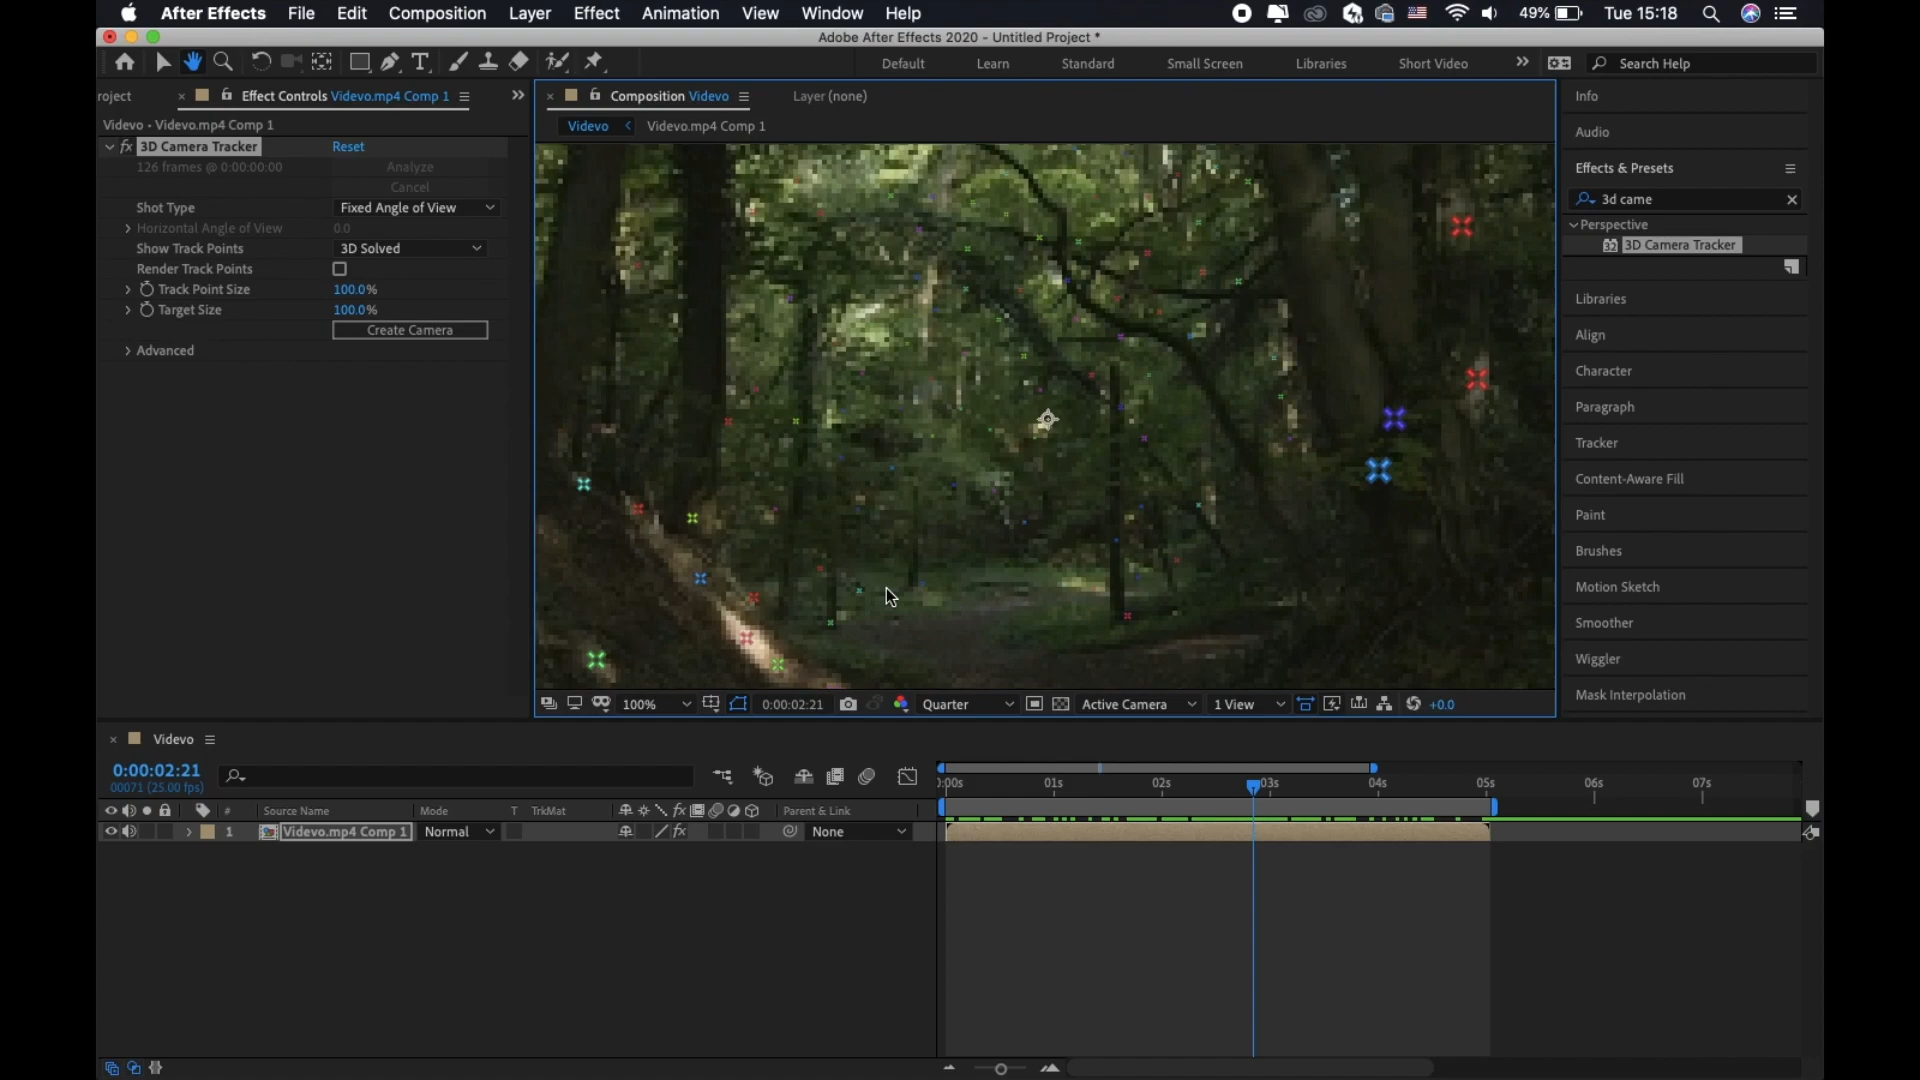 After Effects File Edit Composition Layer Effect Animation View Window Help 49% Tue 15:18
Adobe After Effects 2020 - Untitled Project *
Default Learn Standard Small Screen Libraries Short Video Search Help
roject Effect Controls Videvo.mp4 Comp 1
Composition Videvo Layer (none)
Videvo • Videvo.mp4 Comp 1
Videvo Videvo.mp4 Comp 1
fx 3D Camera Tracker Reset
126 frames @ 0:00:00:00 Analyze
Cancel
Shot Type Fixed Angle of View
Horizontal Angle of View 0.0
Show Track Points 3D Solved
Render Track Points
Track Point Size 100.0%
Target Size 100.0%
Create Camera
Advanced
Info
Audio
Effects & Presets
3d came
Perspective
32 3D Camera Tracker
Libraries
Align
Character
Paragraph
Tracker
Content-Aware Fill
Paint
Brushes
Motion Sketch
Smoother
Wiggler
Mask Interpolation
100% 0:00:02:21 Quarter Active Camera 1 View +0.0
Videvo
0:00:02:21
00071 (25.00 fps)
):00s 01s 02s 03s 04s 05s 06s 07s
# Source Name Mode T TrkMat fx Parent & Link
1 Videvo.mp4 Comp 1 Normal fx None